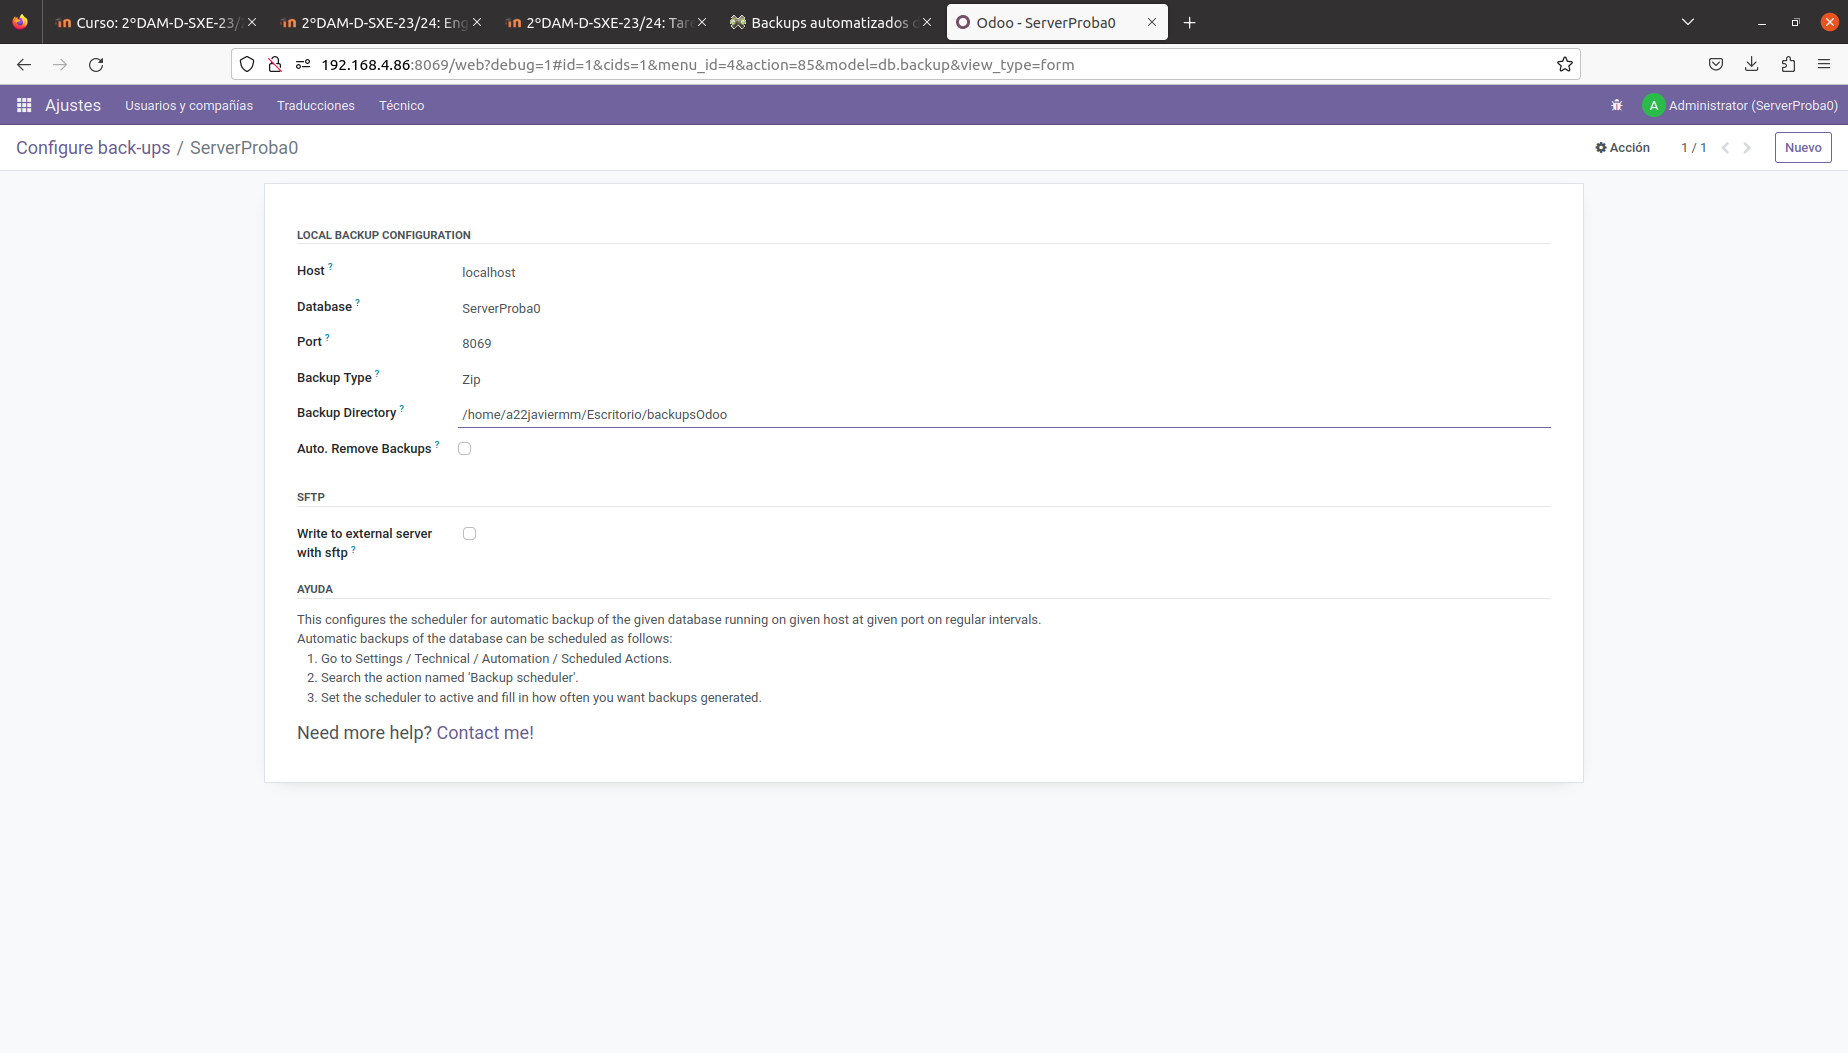 Curso: 2ºDAM-D-SXE-23/
2ºDAM-D-SXE-23/24: Eng
2ºDAM-D-SXE-23/24: Tar
Backups automatizados
Odoo - ServerProba0
192.168.4.86:8069/web?debug=1#id=1&cids=1&menu_id=4&action=85&model=db.backup&view_type=form
Ajustes
Usuarios y compañías
Traducciones
Técnico
A
Administrator (ServerProba0)
Configure back-ups / ServerProba0
Acción
1 / 1
Nuevo
LOCAL BACKUP CONFIGURATION
Host ?
localhost
Database ?
ServerProba0
Port ?
8069
Backup Type ?
Zip
Backup Directory ?
/home/a22javiermm/Escritorio/backupsOdoo
Auto. Remove Backups ?
SFTP
Write to external server
with sftp ?
AYUDA
This configures the scheduler for automatic backup of the given database running on given host at given port on regular intervals.
Automatic backups of the database can be scheduled as follows:
1. Go to Settings / Technical / Automation / Scheduled Actions.
2. Search the action named 'Backup scheduler'.
3. Set the scheduler to active and fill in how often you want backups generated.
Need more help? Contact me!